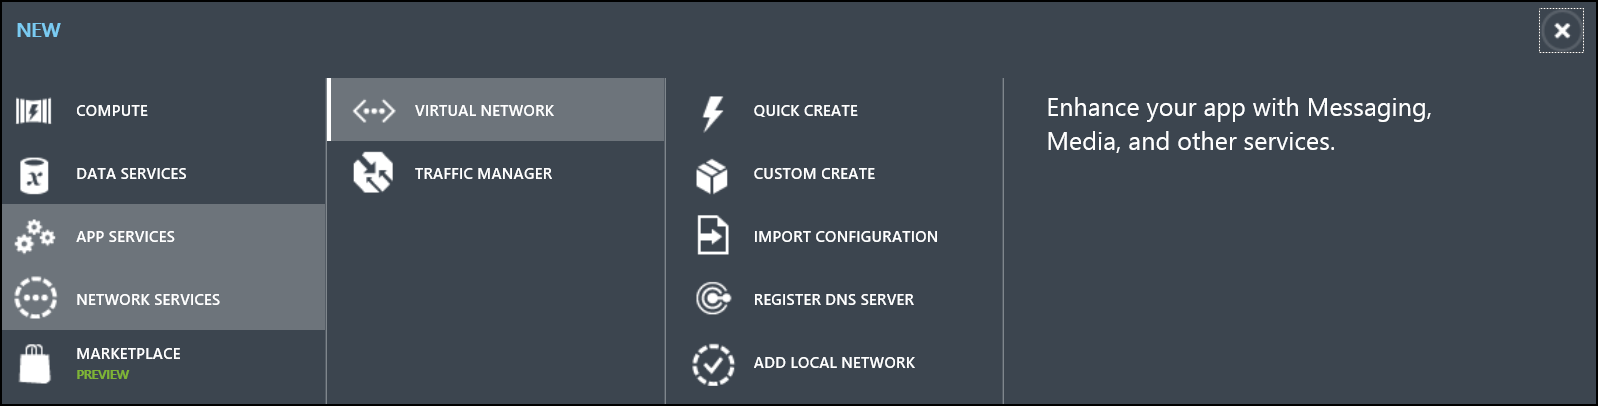 NEW
COMPUTE
DATA SERVICES
APP SERVICES
NETWORK SERVICES
MARKETPLACE
PREVIEW
VIRTUAL NETWORK
TRAFFIC MANAGER
QUICK CREATE
CUSTOM CREATE
IMPORT CONFIGURATION
REGISTER DNS SERVER
ADD LOCAL NETWORK
Enhance your app with Messaging,
Media, and other services.